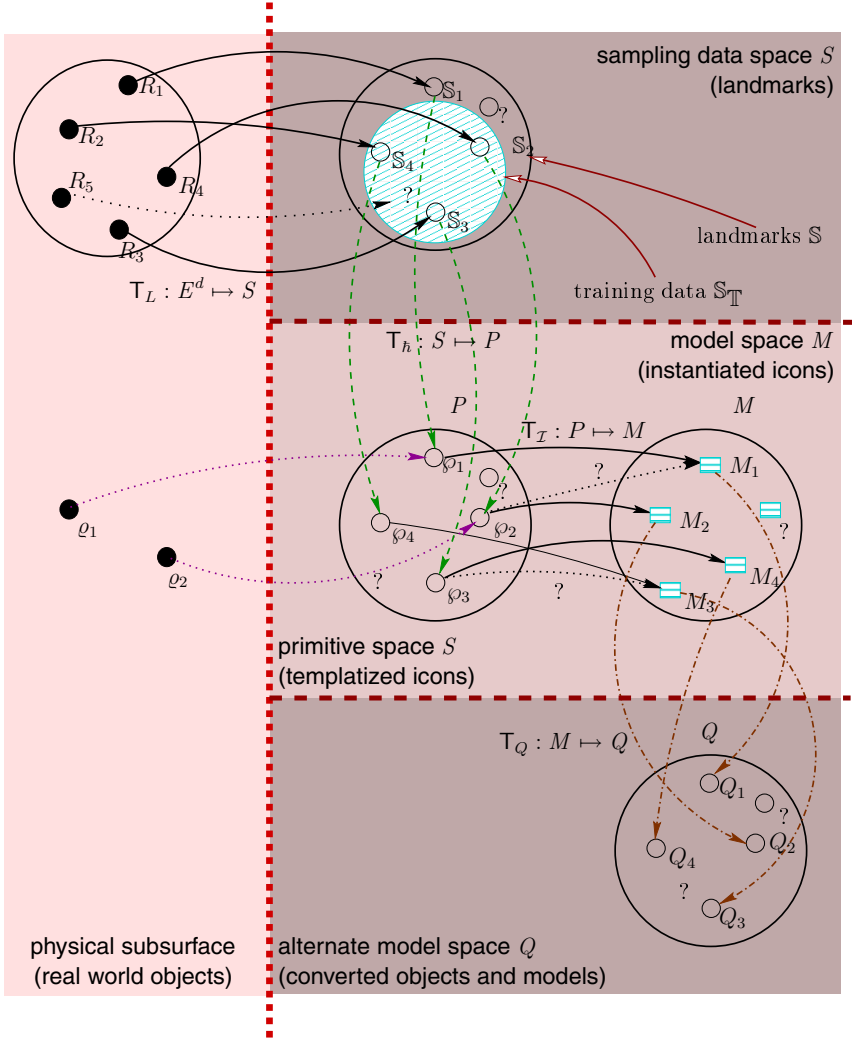 sampling data space S
(landmarks)
R₁
𝕊₁
?
R₂
𝕊₂
𝕊₄
R₄
R₅
?
𝕊₃
R₃
landmarks 𝕊
T_L : E^d ↦ S
training data 𝕊_𝕋
T_ℏ : S ↦ P
model space M
(instantiated icons)
P
M
T_ℐ : P ↦ M
℘₁
?
M₁
?
ϱ₁
℘₂
M₂
?
℘₄
ϱ₂
?
℘₃
?
M₄
M₃
primitive space S
(templatized icons)
T_Q : M ↦ Q
Q
Q₁
?
Q₂
Q₄
?
Q₃
physical subsurface
(real world objects)
alternate model space Q
(converted objects and models)